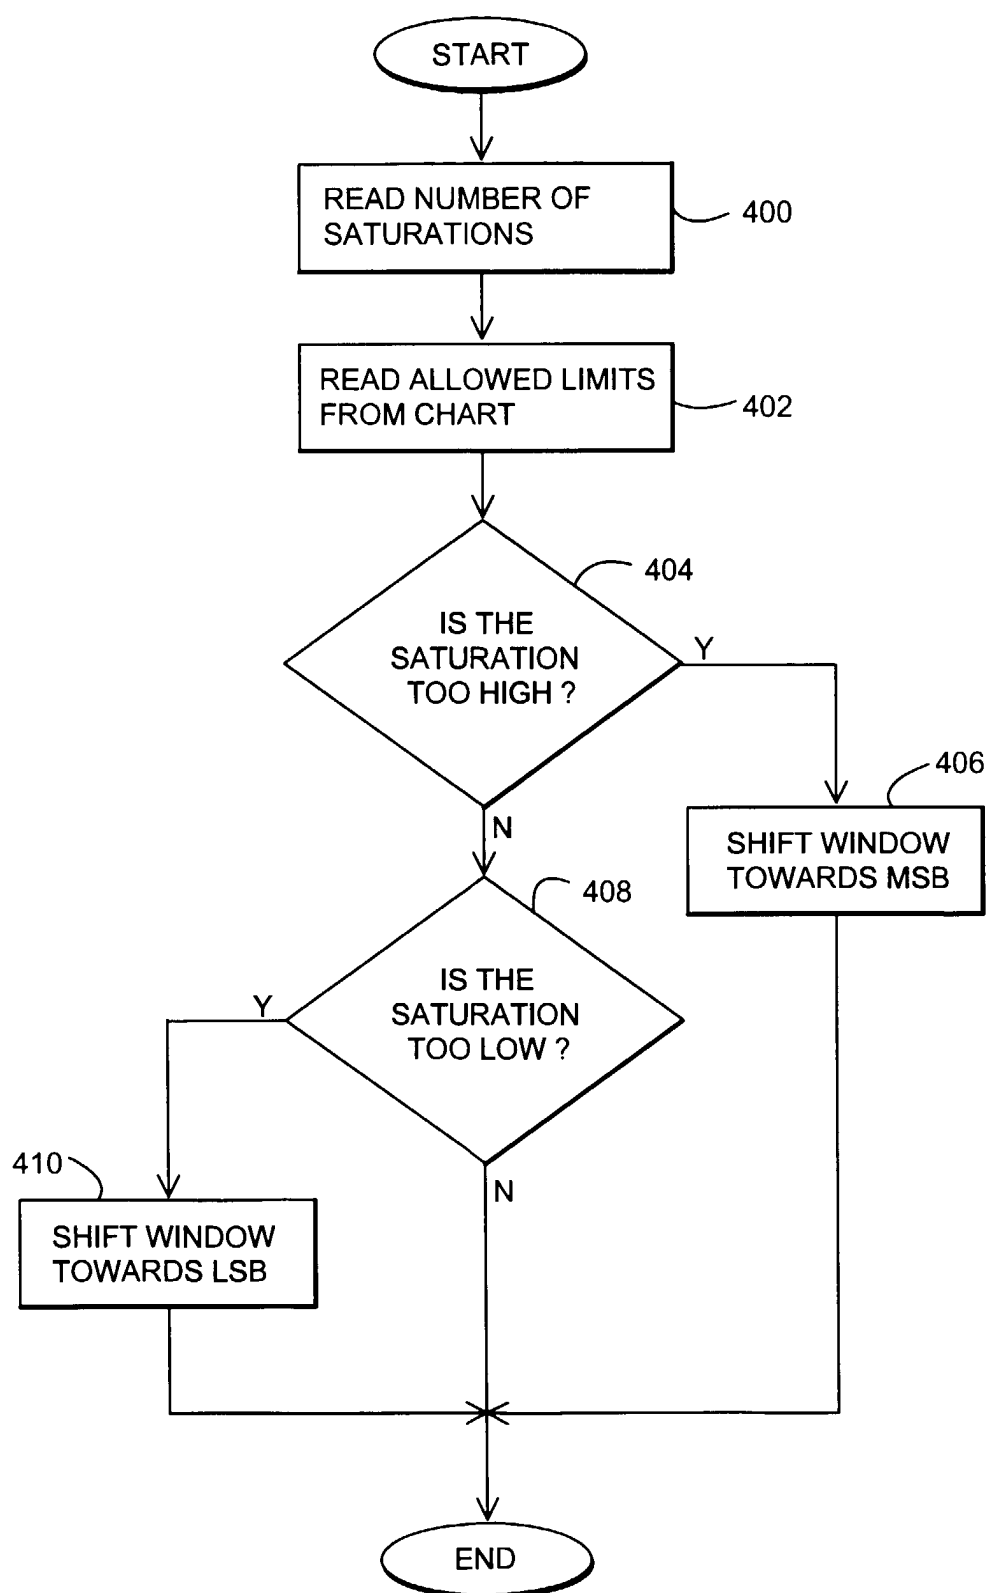 START
READ NUMBER OF
SATURATIONS
400
READ ALLOWED LIMITS
FROM CHART
402
404
IS THE
SATURATION
TOO HIGH ?
Y
N
406
SHIFT WINDOW
TOWARDS MSB
408
IS THE
SATURATION
TOO LOW ?
Y
N
410
SHIFT WINDOW
TOWARDS LSB
END